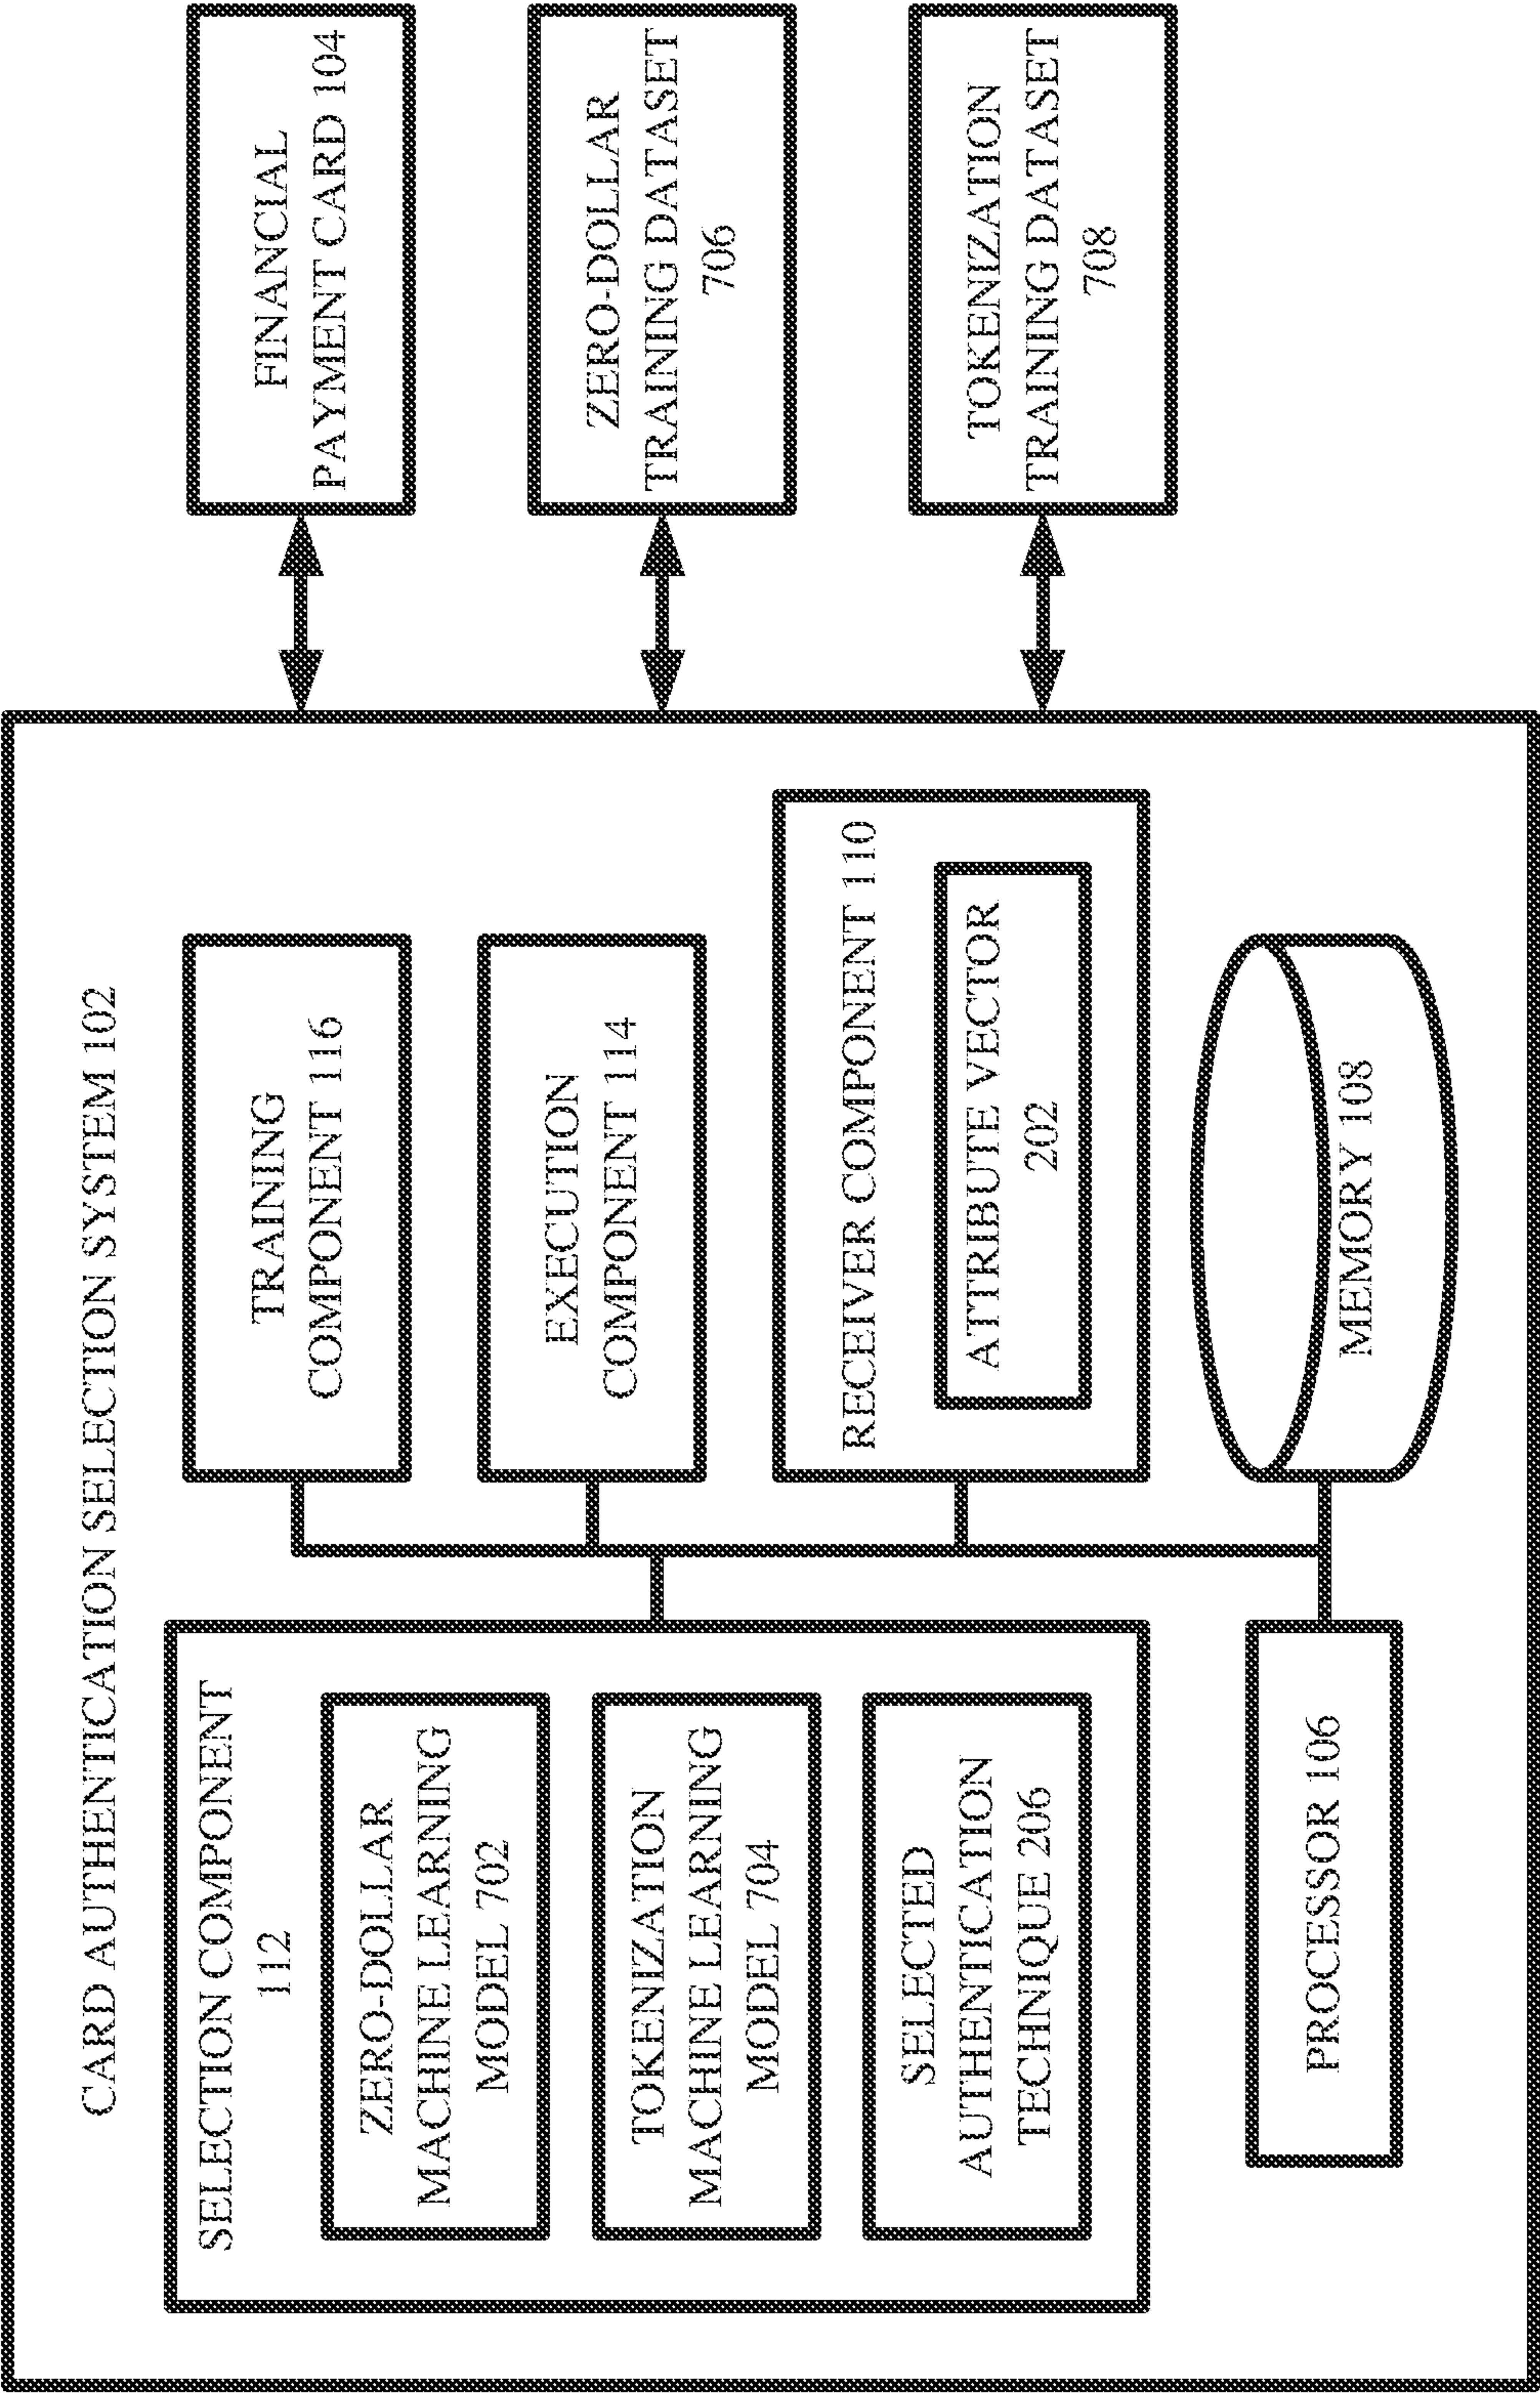 CARD AUTHENTICATION SELECTION SYSTEM 102
SELECTION COMPONENT
112
ZERO-DOLLAR
MACHINE LEARNING
MODEL 702
TOKENIZATION
MACHINE LEARNING
MODEL 704
SELECTED
AUTHENTICATION
TECHNIQUE 206
PROCESSOR 106
TRAINING
COMPONENT 116
EXECUTION
COMPONENT 114
RECEIVER COMPONENT 110
ATTRIBUTE VECTOR
202
MEMORY 108
FINANCIAL
PAYMENT CARD 104
ZERO-DOLLAR
TRAINING DATASET
706
TOKENIZATION
TRAINING DATASET
708